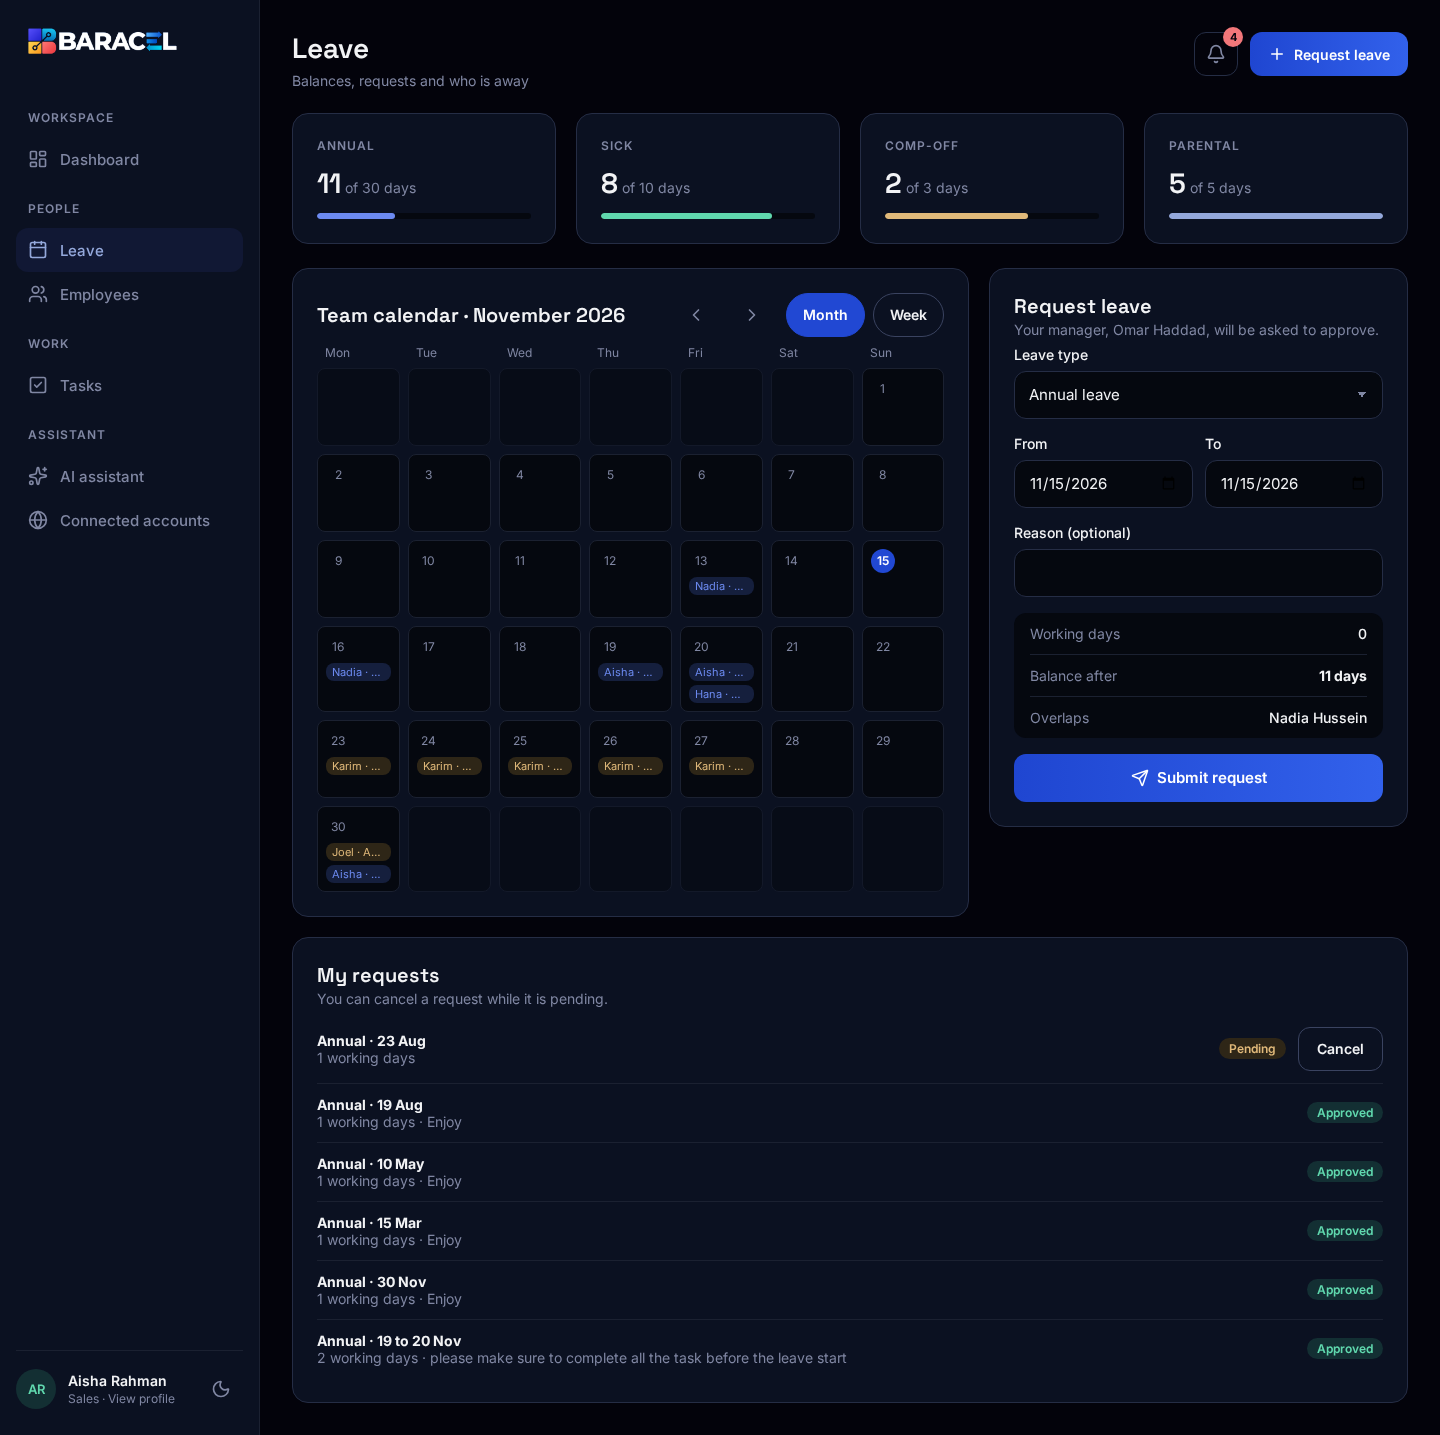 BARACEL
WORKSPACE
Dashboard
PEOPLE
Leave
Employees
WORK
Tasks
ASSISTANT
AI assistant
Connected accounts
AR
Aisha Rahman
Sales · View profile
Leave
Balances, requests and who is away
4
Request leave
ANNUAL
11 of 30 days
SICK
8 of 10 days
COMP-OFF
2 of 3 days
PARENTAL
5 of 5 days
Team calendar · November 2026
Month
Week
Mon Tue Wed Thu Fri Sat Sun
1
2 3 4 5 6 7 8
9 10 11 12 13 14 15
Nadia · ...
16 17 18 19 20 21 22
Nadia · ... Aisha · ... Aisha · ...
Hana · ...
23 24 25 26 27 28 29
Karim · ... Karim · ... Karim · ... Karim · ... Karim · ...
30
Joel · A...
Aisha · ...
Request leave
Your manager, Omar Haddad, will be asked to approve.
Leave type
Annual leave
From To
11/15/2026 11/15/2026
Reason (optional)
Working days 0
Balance after 11 days
Overlaps Nadia Hussein
Submit request
My requests
You can cancel a request while it is pending.
Annual · 23 Aug
1 working days
Pending
Cancel
Annual · 19 Aug
1 working days · Enjoy
Approved
Annual · 10 May
1 working days · Enjoy
Approved
Annual · 15 Mar
1 working days · Enjoy
Approved
Annual · 30 Nov
1 working days · Enjoy
Approved
Annual · 19 to 20 Nov
2 working days · please make sure to complete all the task before the leave start
Approved